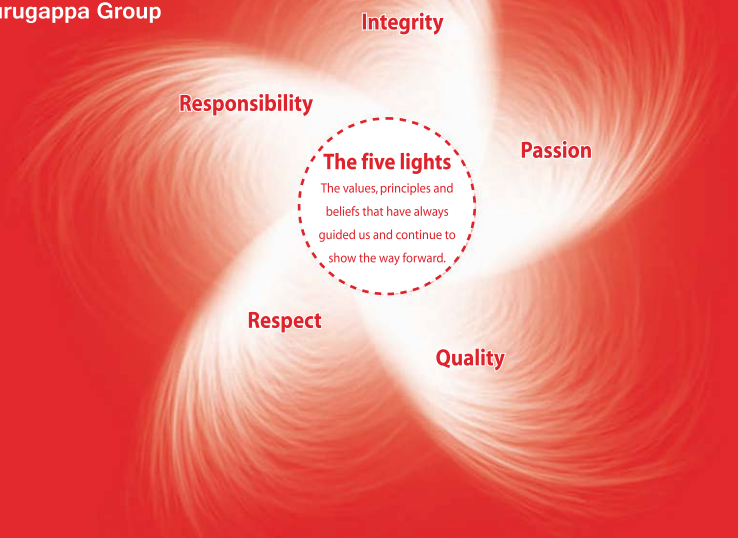 urugappa Group
Integrity
Responsibility
Passion
The five lights
The values, principles and
beliefs that have always
guided us and continue to
show the way forward.
Respect
Quality